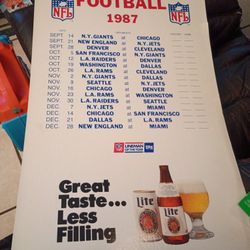 FOOTBALL
1987
NFL NFL
SEPT. 14 N.Y. GIANTS at CHICAGO
SEPT. 21 NEW ENGLAND at N.Y. JETS
SEPT. 28 DENVER at CLEVELAND
OCT. 5 SAN FRANCISCO at N.Y. GIANTS
OCT. 12 L.A. RAIDERS at DENVER
OCT. 19 WASHINGTON at DALLAS
OCT. 26 L.A. RAMS at CLEVELAND
NOV. 2 N.Y. GIANTS at DALLAS
NOV. 9 SEATTLE at N.Y. JETS
NOV. 16 CHICAGO at DENVER
NOV. 23 L.A. RAMS at WASHINGTON
NOV. 30 L.A. RAIDERS at SEATTLE
DEC. 7 N.Y. JETS at MIAMI
DEC. 14 CHICAGO at SAN FRANCISCO
DEC. 21 DALLAS at L.A. RAMS
DEC. 28 NEW ENGLAND at MIAMI
LINEMAN
OF THE YEAR
Great
Taste...
Less
Filling
Lite Lite